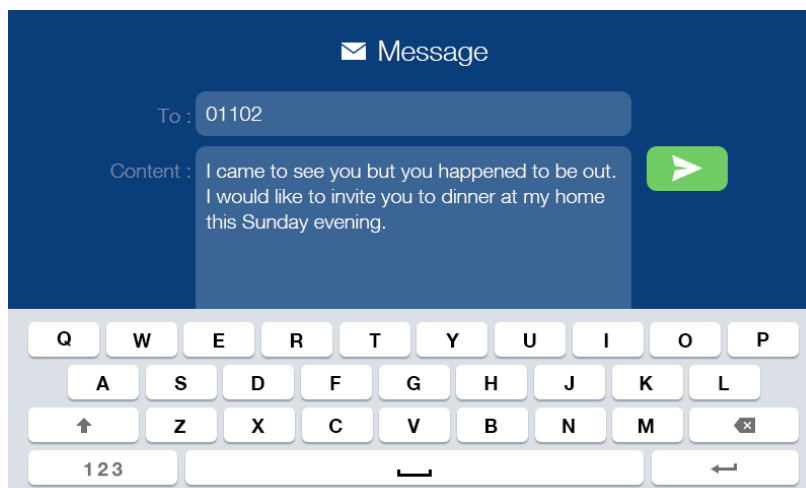 Message
To : 01102
Content : I came to see you but you happened to be out.
I would like to invite you to dinner at my home
this Sunday evening.
Q W E R T Y U I O P
A S D F G H J K L
Z X C V B N M
123